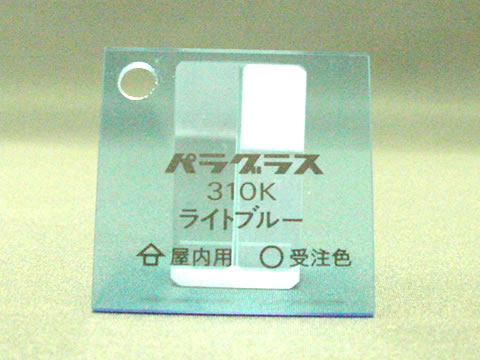 パラグラス
310K
ライトブルー
屋内用 ○受注色